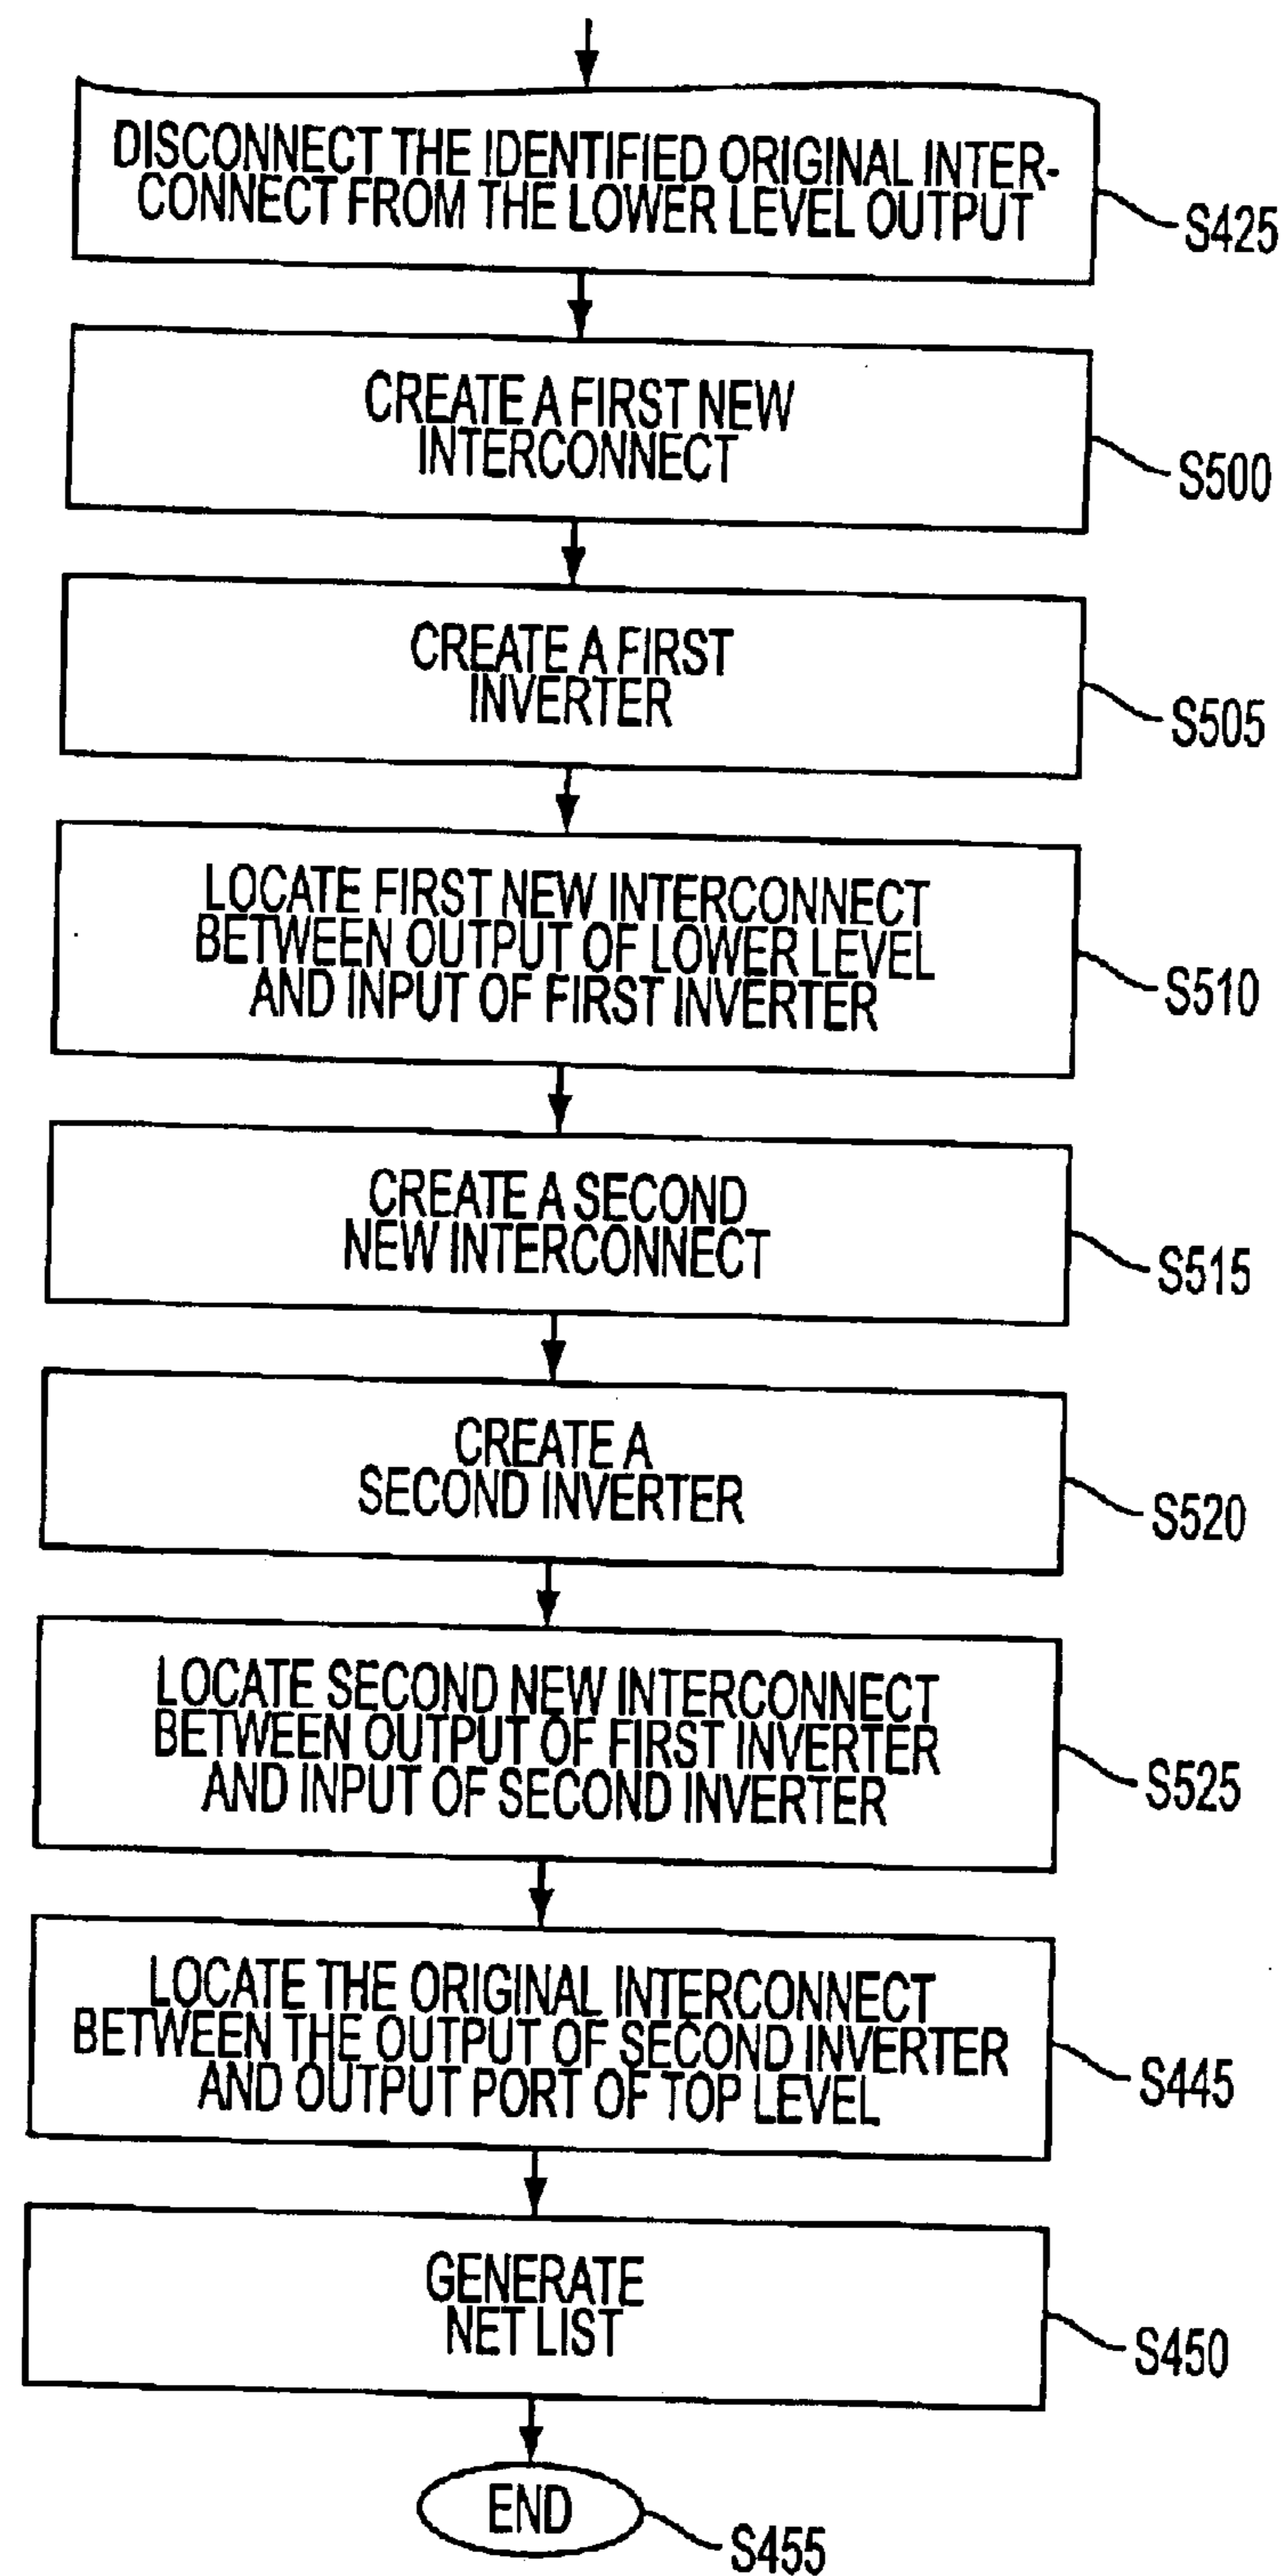 DISCONNECT THE IDENTIFIED ORIGINAL INTER-
CONNECT FROM THE LOWER LEVEL OUTPUT
S425
CREATE A FIRST NEW
INTERCONNECT
S500
CREATE A FIRST
INVERTER
S505
LOCATE FIRST NEW INTERCONNECT
BETWEEN OUTPUT OF LOWER LEVEL
AND INPUT OF FIRST INVERTER
S510
CREATE A SECOND
NEW INTERCONNECT
S515
CREATE A
SECOND INVERTER
S520
LOCATE SECOND NEW INTERCONNECT
BETWEEN OUTPUT OF FIRST INVERTER
AND INPUT OF SECOND INVERTER
S525
LOCATE THE ORIGINAL INTERCONNECT
BETWEEN THE OUTPUT OF SECOND INVERTER
AND OUTPUT PORT OF TOP LEVEL
S445
GENERATE
NET LIST
S450
END
S455